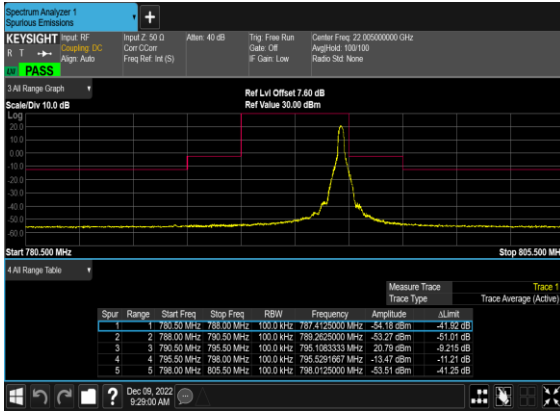 Spectrum Analyzer 1
Spurious Emissions
KEYSIGHT Input: RF Input Z: 50 Ω Atten: 40 dB Trig: Free Run Center Freq: 22.005000000 GHz
R T Coupling: DC Corr CCorr Gate: Off Avg|Hold: 100/100
Align: Auto Freq Ref: Int (S) IF Gain: Low Radio Std: None
PASS
3 All Range Graph
Ref Lvl Offset 7.60 dB
Scale/Div 10.0 dB Ref Value 30.00 dBm
Log
20.0
10.0
0.00
-10.0
-20.0
-30.0
-40.0
-50.0
-60.0
Start 780.500 MHz Stop 805.500 MHz
4 All Range Table
Measure Trace Trace 1
Trace Type Trace Average (Active)
Spur Range Start Freq Stop Freq RBW Frequency Amplitude ΔLimit
1 1 780.50 MHz 788.00 MHz 100.0 kHz 787.4125000 MHz -54.18 dBm -41.92 dB
2 2 788.00 MHz 790.50 MHz 100.0 kHz 789.2625000 MHz -53.27 dBm -51.01 dB
3 3 790.50 MHz 795.50 MHz 100.0 kHz 795.1083333 MHz 20.79 dBm -9.215 dB
4 4 795.50 MHz 798.00 MHz 100.0 kHz 795.5291667 MHz -13.47 dBm -11.21 dB
5 5 798.00 MHz 805.50 MHz 100.0 kHz 798.0125000 MHz -53.51 dBm -41.25 dB
Dec 09, 2022
9:29:00 AM